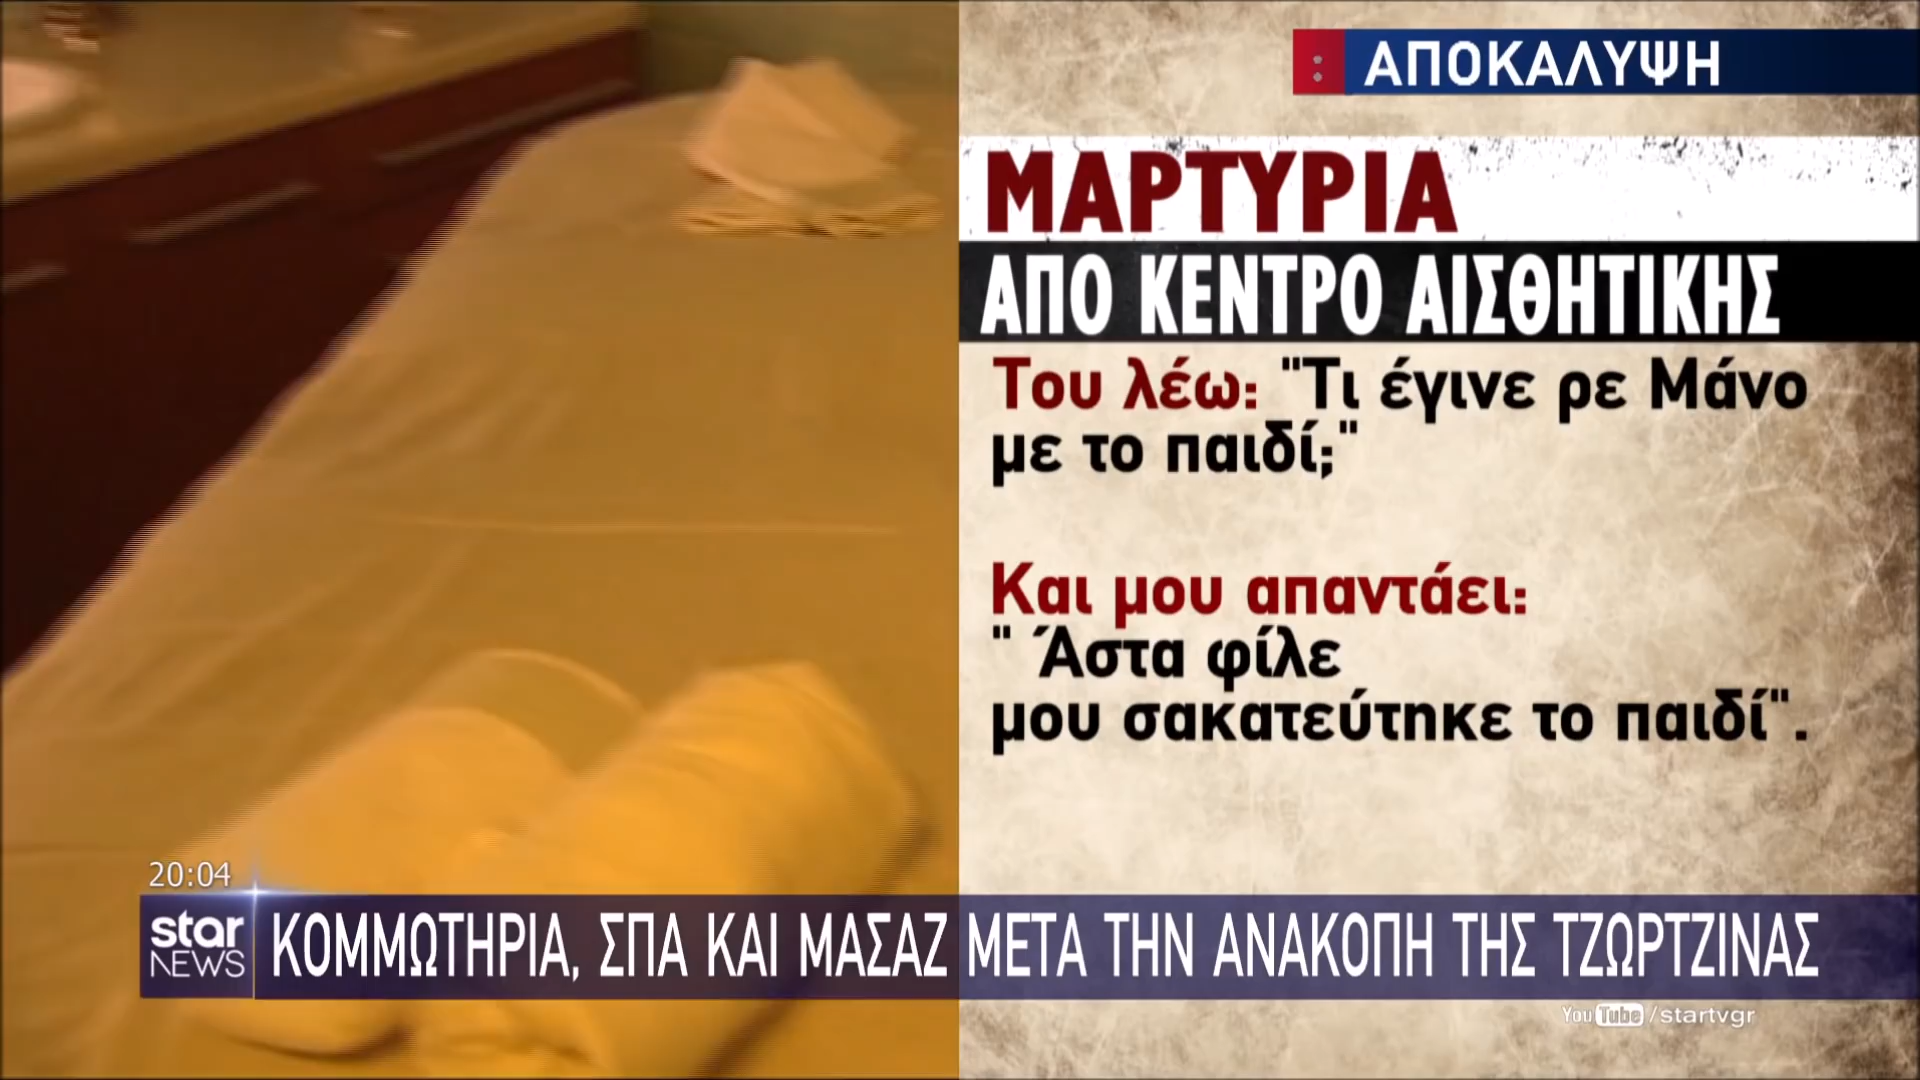 : ΑΠΟΚΑΛΥΨΗ
ΜΑΡΤΥΡΙΑ
ΑΠΟ ΚΕΝΤΡΟ ΑΙΣΘΗΤΙΚΗΣ
Του λέω: "Τι έγινε ρε Μάνο
με το παιδί;"
Και μου απαντάει:
" Άστα φίλε
μου σακατεύτηκε το παιδί".
20:04
star
NEWS
ΚΟΜΜΩΤΗΡΙΑ, ΣΠΑ ΚΑΙ ΜΑΣΑΖ ΜΕΤΑ ΤΗΝ ΑΝΑΚΟΠΗ ΤΗΣ ΤΖΩΡΤΖΙΝΑΣ
YouTube/startvgr